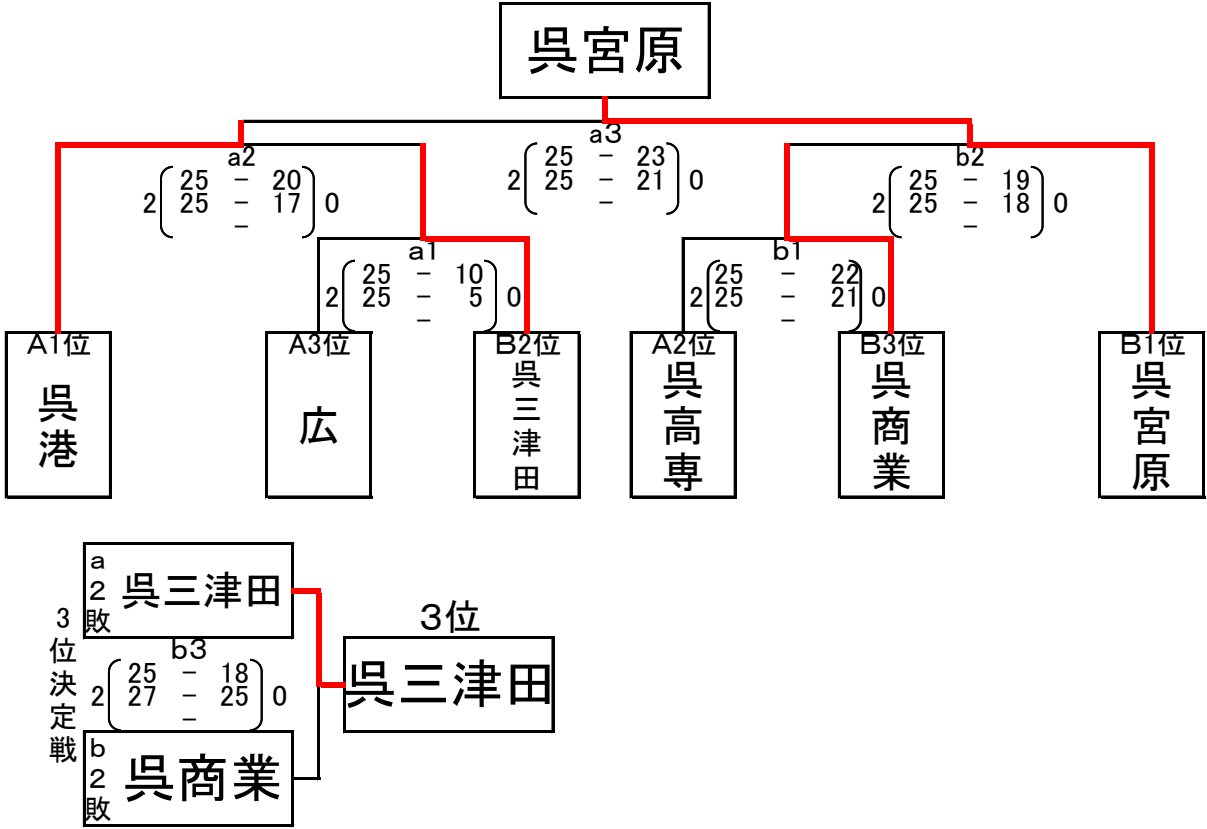 呉宮原
a3
2 25 - 23 0
25 - 21
-
a2
2 25 - 20 0
25 - 17
-
b2
2 25 - 19 0
25 - 18
-
a1
2 25 - 10 0
25 - 5
-
b1
2 25 - 22 0
25 - 21
-
A1位
呉港
A3位
広
B2位
呉三津田
A2位
呉高専
B3位
呉商業
B1位
呉宮原
3位決定戦
a2敗
呉三津田
b3
2 25 - 18 0
27 - 25
-
b2敗
呉商業
3位
呉三津田